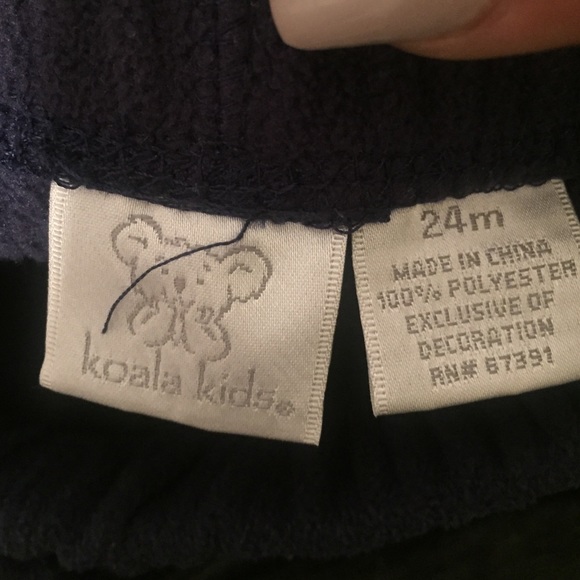 koala kids®
24m
MADE IN CHINA
100% POLYESTER
EXCLUSIVE OF
DECORATION
RN# 67391